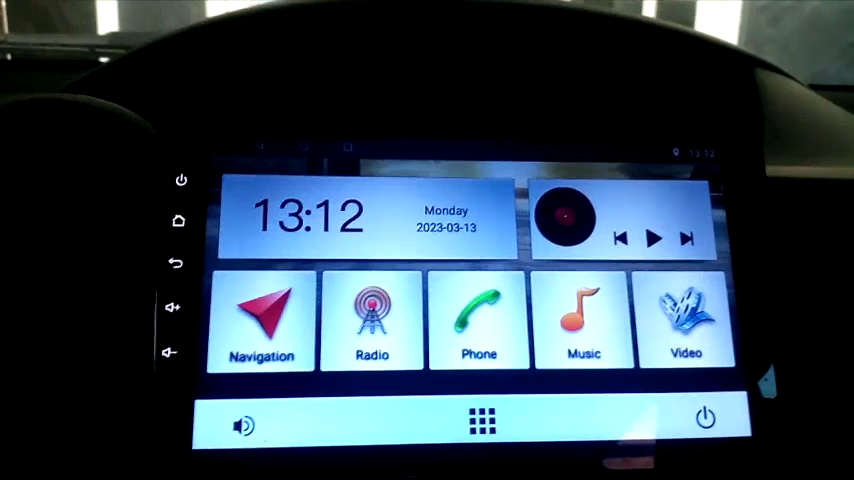 13:12
13:12
Monday
2023-03-13
Navigation
Radio
Phone
Music
Video